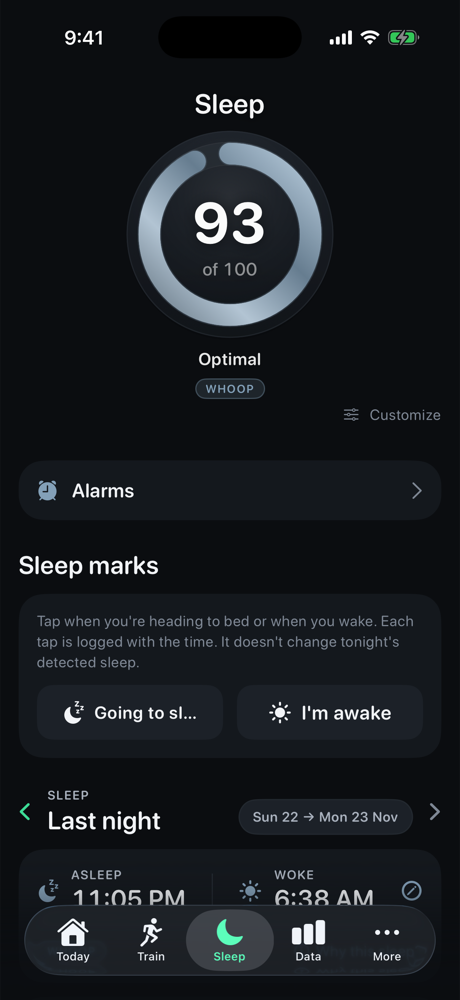 9:41
Sleep
93
of 100
Optimal
WHOOP
Customize
Alarms
Sleep marks
Tap when you're heading to bed or when you wake. Each
tap is logged with the time. It doesn't change tonight's
detected sleep.
Going to sl...
I'm awake
SLEEP
Last night
Sun 22 → Mon 23 Nov
ASLEEP
11:05 PM
WOKE
6:38 AM
Today
Train
Sleep
Data
More